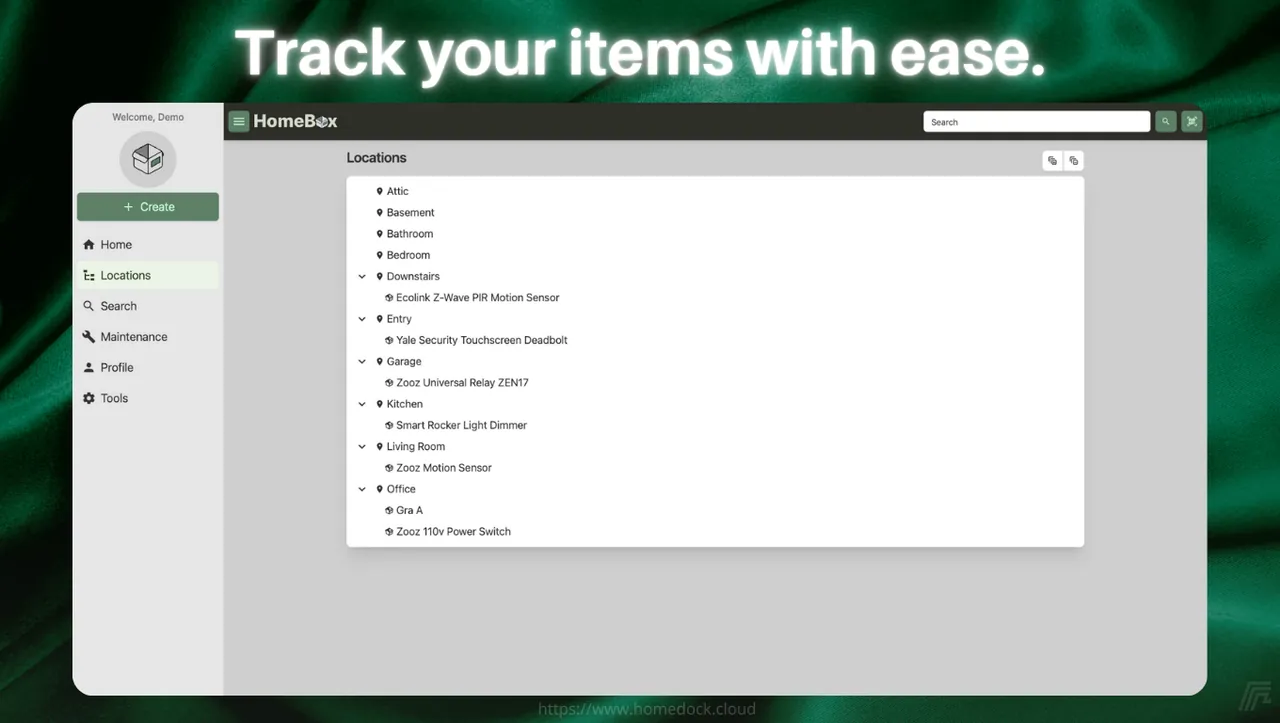 Track your items with ease.
Welcome, Demo
HomeBox
Search
+ Create
Home
Locations
Search
Maintenance
Profile
Tools
Locations
Attic
Basement
Bathroom
Bedroom
Downstairs
Ecolink Z-Wave PIR Motion Sensor
Entry
Yale Security Touchscreen Deadbolt
Garage
Zooz Universal Relay ZEN17
Kitchen
Smart Rocker Light Dimmer
Living Room
Zooz Motion Sensor
Office
Gra A
Zooz 110v Power Switch
https://www.homedock.cloud